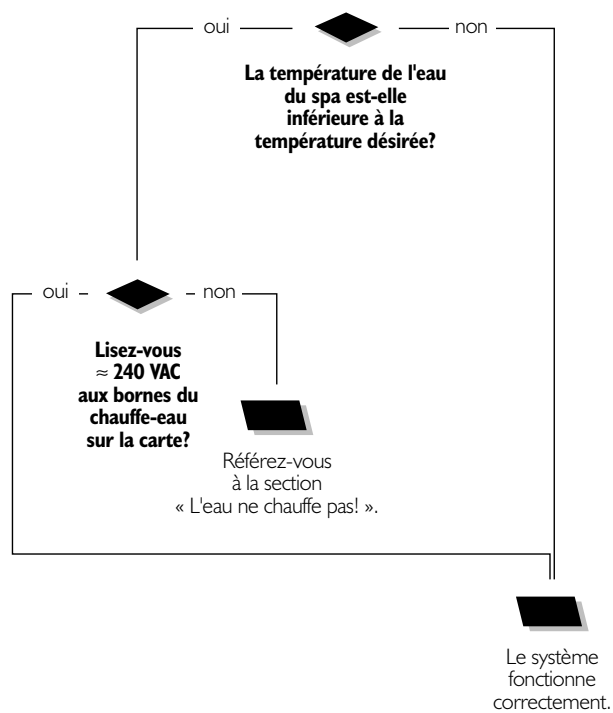 oui
non
La température de l'eau
du spa est-elle
inférieure à la
température désirée?
oui
non
Lisez-vous
≈ 240 VAC
aux bornes du
chauffe-eau
sur la carte?
Référez-vous
à la section
« L'eau ne chauffe pas! ».
Le système
fonctionne
correctement.